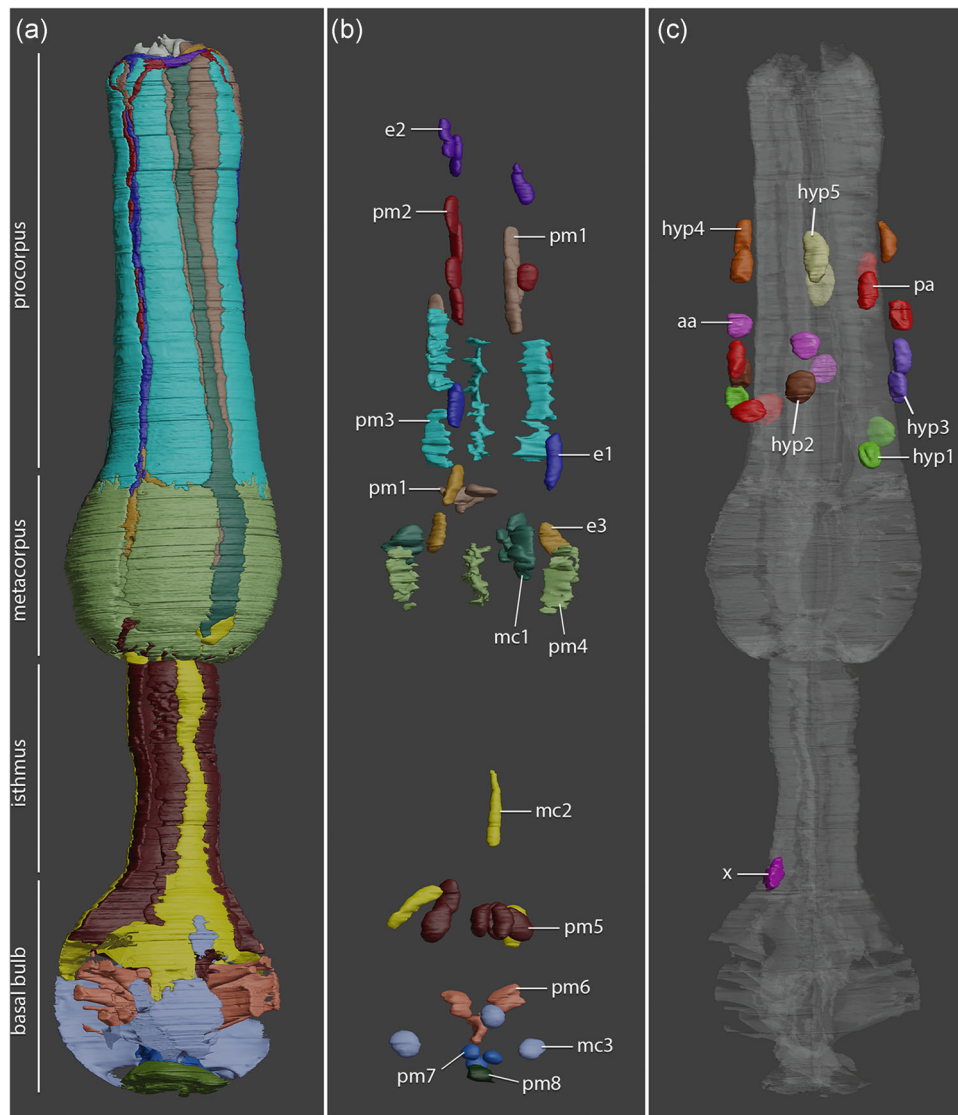 (a)
procorpus
metacorpus
isthmus
basal bulb
(b)
e2
pm2
pm1
pm3
e1
pm1
e3
mc1
pm4
mc2
pm5
pm6
mc3
pm7
pm8
(c)
hyp5
hyp4
pa
aa
hyp3
hyp2
hyp1
x